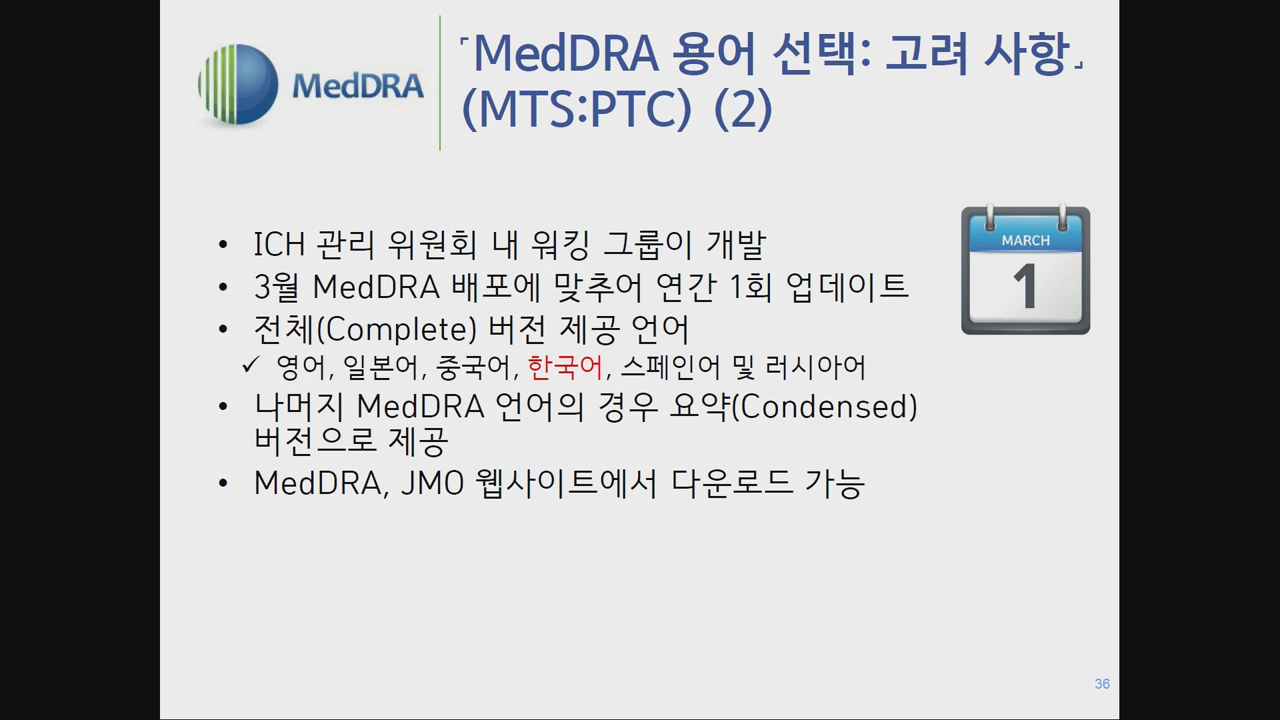 MedDRA
「MedDRA 용어 선택: 고려 사항」
(MTS:PTC) (2)
MARCH
1
• ICH 관리 위원회 내 워킹 그룹이 개발
• 3월 MedDRA 배포에 맞추어 연간 1회 업데이트
• 전체(Complete) 버전 제공 언어
✓ 영어, 일본어, 중국어, 한국어, 스페인어 및 러시아어
• 나머지 MedDRA 언어의 경우 요약(Condensed)
버전으로 제공
• MedDRA, JMO 웹사이트에서 다운로드 가능
36